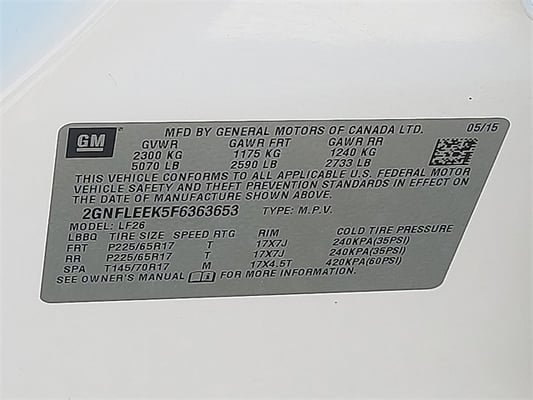 GM
MFD BY GENERAL MOTORS OF CANADA LTD. 05/15
GVWR GAWR FRT GAWR RR
2300 KG 1175 KG 1240 KG
5070 LB 2590 LB 2733 LB
THIS VEHICLE CONFORMS TO ALL APPLICABLE U.S. FEDERAL MOTOR
VEHICLE SAFETY AND THEFT PREVENTION STANDARDS IN EFFECT ON
THE DATE OF MANUFACTURE SHOWN ABOVE.
2GNFLEEK5F6363653 TYPE: M.P.V.
MODEL: LF26
LBBQ TIRE SIZE SPEED RTG RIM COLD TIRE PRESSURE
FRT P225/65R17 T 17X7J 240KPA(35PSI)
RR P225/65R17 T 17X7J 240KPA(35PSI)
SPA T145/70R17 M 17X4.5T 420KPA(60PSI)
SEE OWNER'S MANUAL FOR MORE INFORMATION.